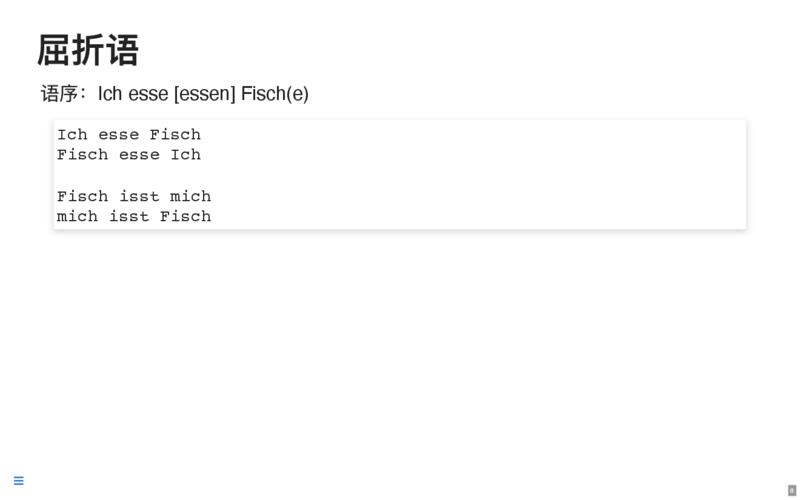 屈折语
语序：Ich esse [essen] Fisch(e)
Ich esse Fisch
Fisch esse Ich
Fisch isst mich
mich isst Fisch